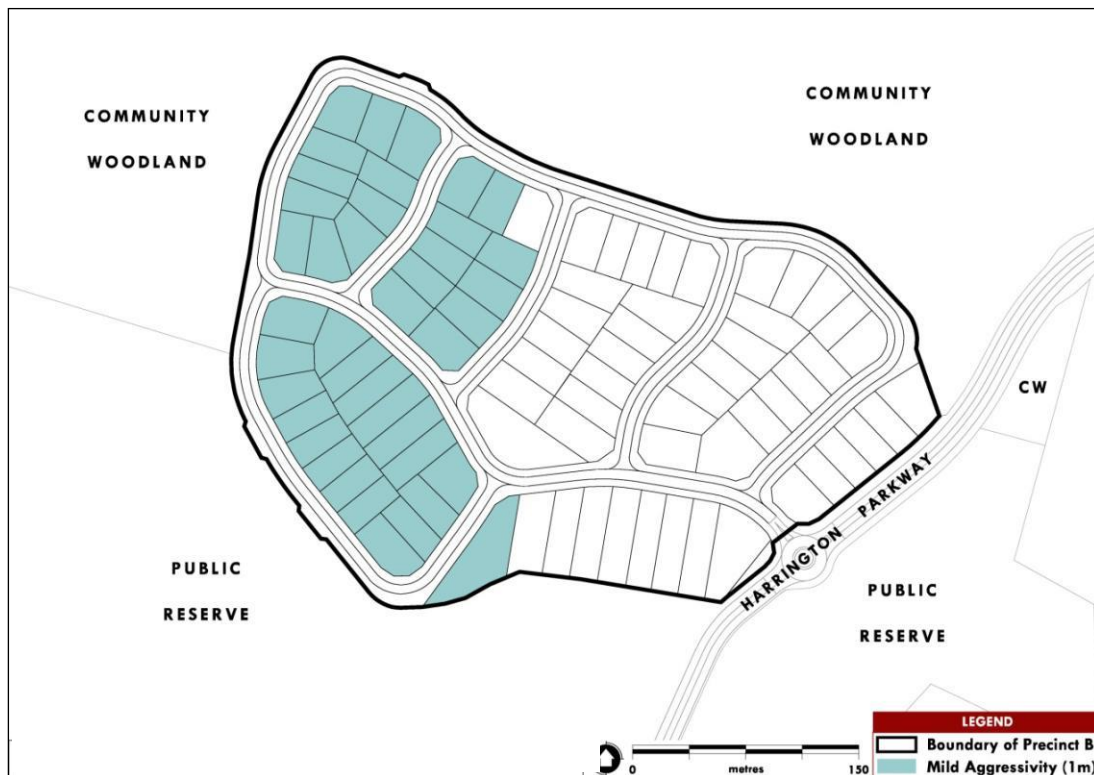 COMMUNITY
WOODLAND
COMMUNITY
WOODLAND
CW
HARRINGTON PARKWAY
PUBLIC
RESERVE
PUBLIC
RESERVE
LEGEND
Boundary of Precinct B
Mild Aggressivity (1m)
0 metres 150